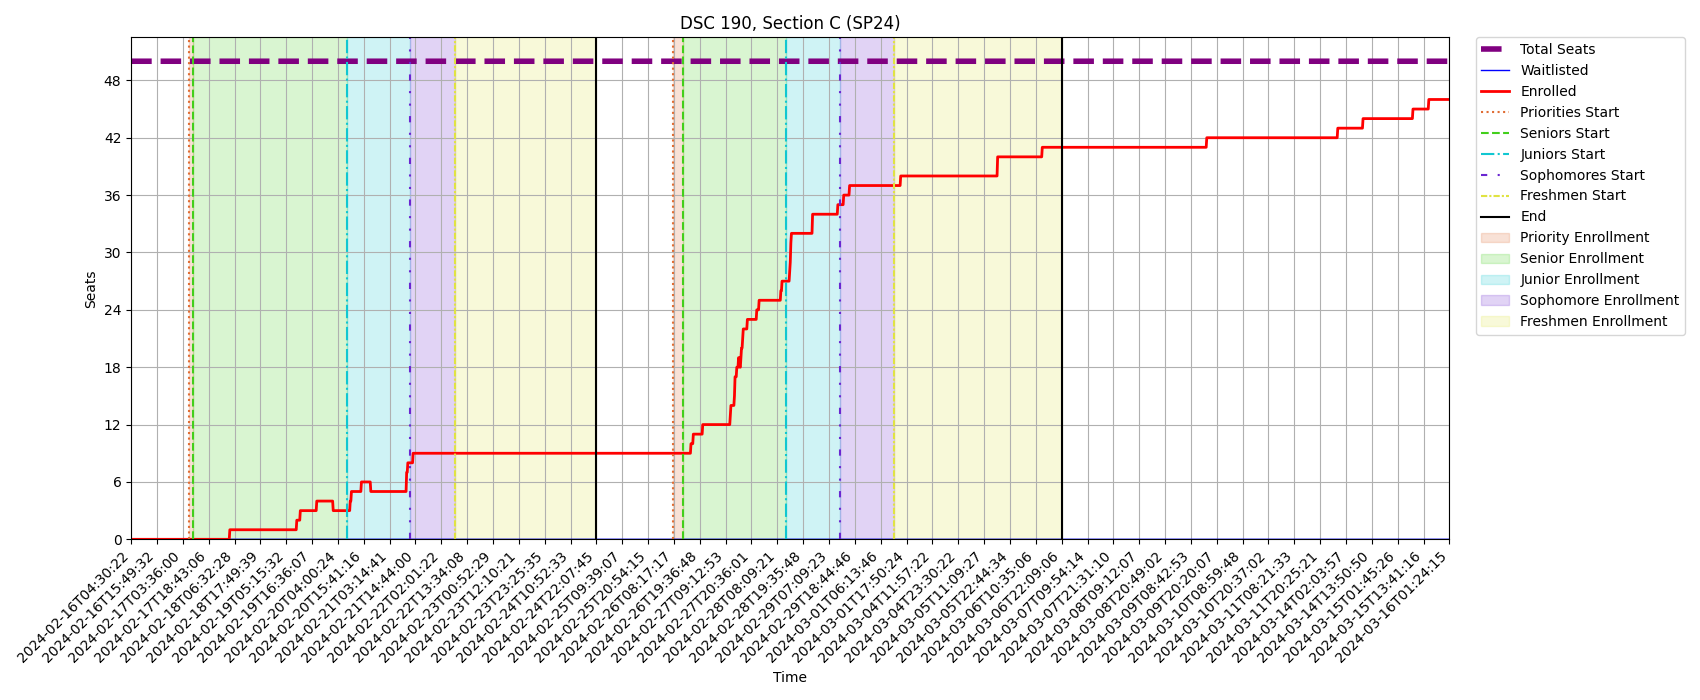 DSC 190, Section C (SP24)
Seats
48
42
36
30
24
18
12
6
0
2024-02-16T04:30:22
2024-02-16T15:49:32
2024-02-17T03:36:00
2024-02-17T18:43:06
2024-02-18T06:32:28
2024-02-18T17:49:39
2024-02-19T05:15:32
2024-02-19T16:36:07
2024-02-20T04:00:24
2024-02-20T15:41:16
2024-02-21T03:14:41
2024-02-21T14:44:00
2024-02-22T02:01:22
2024-02-22T13:34:08
2024-02-23T00:52:29
2024-02-23T12:10:21
2024-02-23T23:25:35
2024-02-24T10:52:33
2024-02-24T22:07:45
2024-02-25T09:39:07
2024-02-25T20:54:15
2024-02-26T08:17:17
2024-02-26T19:36:48
2024-02-27T09:12:53
2024-02-27T20:36:01
2024-02-28T08:09:21
2024-02-28T19:35:48
2024-02-29T07:09:23
2024-02-29T18:44:46
2024-03-01T06:13:46
2024-03-01T17:50:24
2024-03-04T11:57:22
2024-03-04T23:30:22
2024-03-05T11:09:27
2024-03-05T22:44:34
2024-03-06T10:35:06
2024-03-06T22:09:06
2024-03-07T09:54:14
2024-03-07T21:31:10
2024-03-08T09:12:07
2024-03-08T20:49:02
2024-03-09T08:42:53
2024-03-09T20:20:07
2024-03-10T08:59:48
2024-03-10T20:37:02
2024-03-11T08:21:33
2024-03-11T20:25:21
2024-03-14T02:03:57
2024-03-14T13:50:50
2024-03-15T01:45:26
2024-03-15T13:41:16
2024-03-16T01:24:15
Time
Total Seats
Waitlisted
Enrolled
Priorities Start
Seniors Start
Juniors Start
Sophomores Start
Freshmen Start
End
Priority Enrollment
Senior Enrollment
Junior Enrollment
Sophomore Enrollment
Freshmen Enrollment